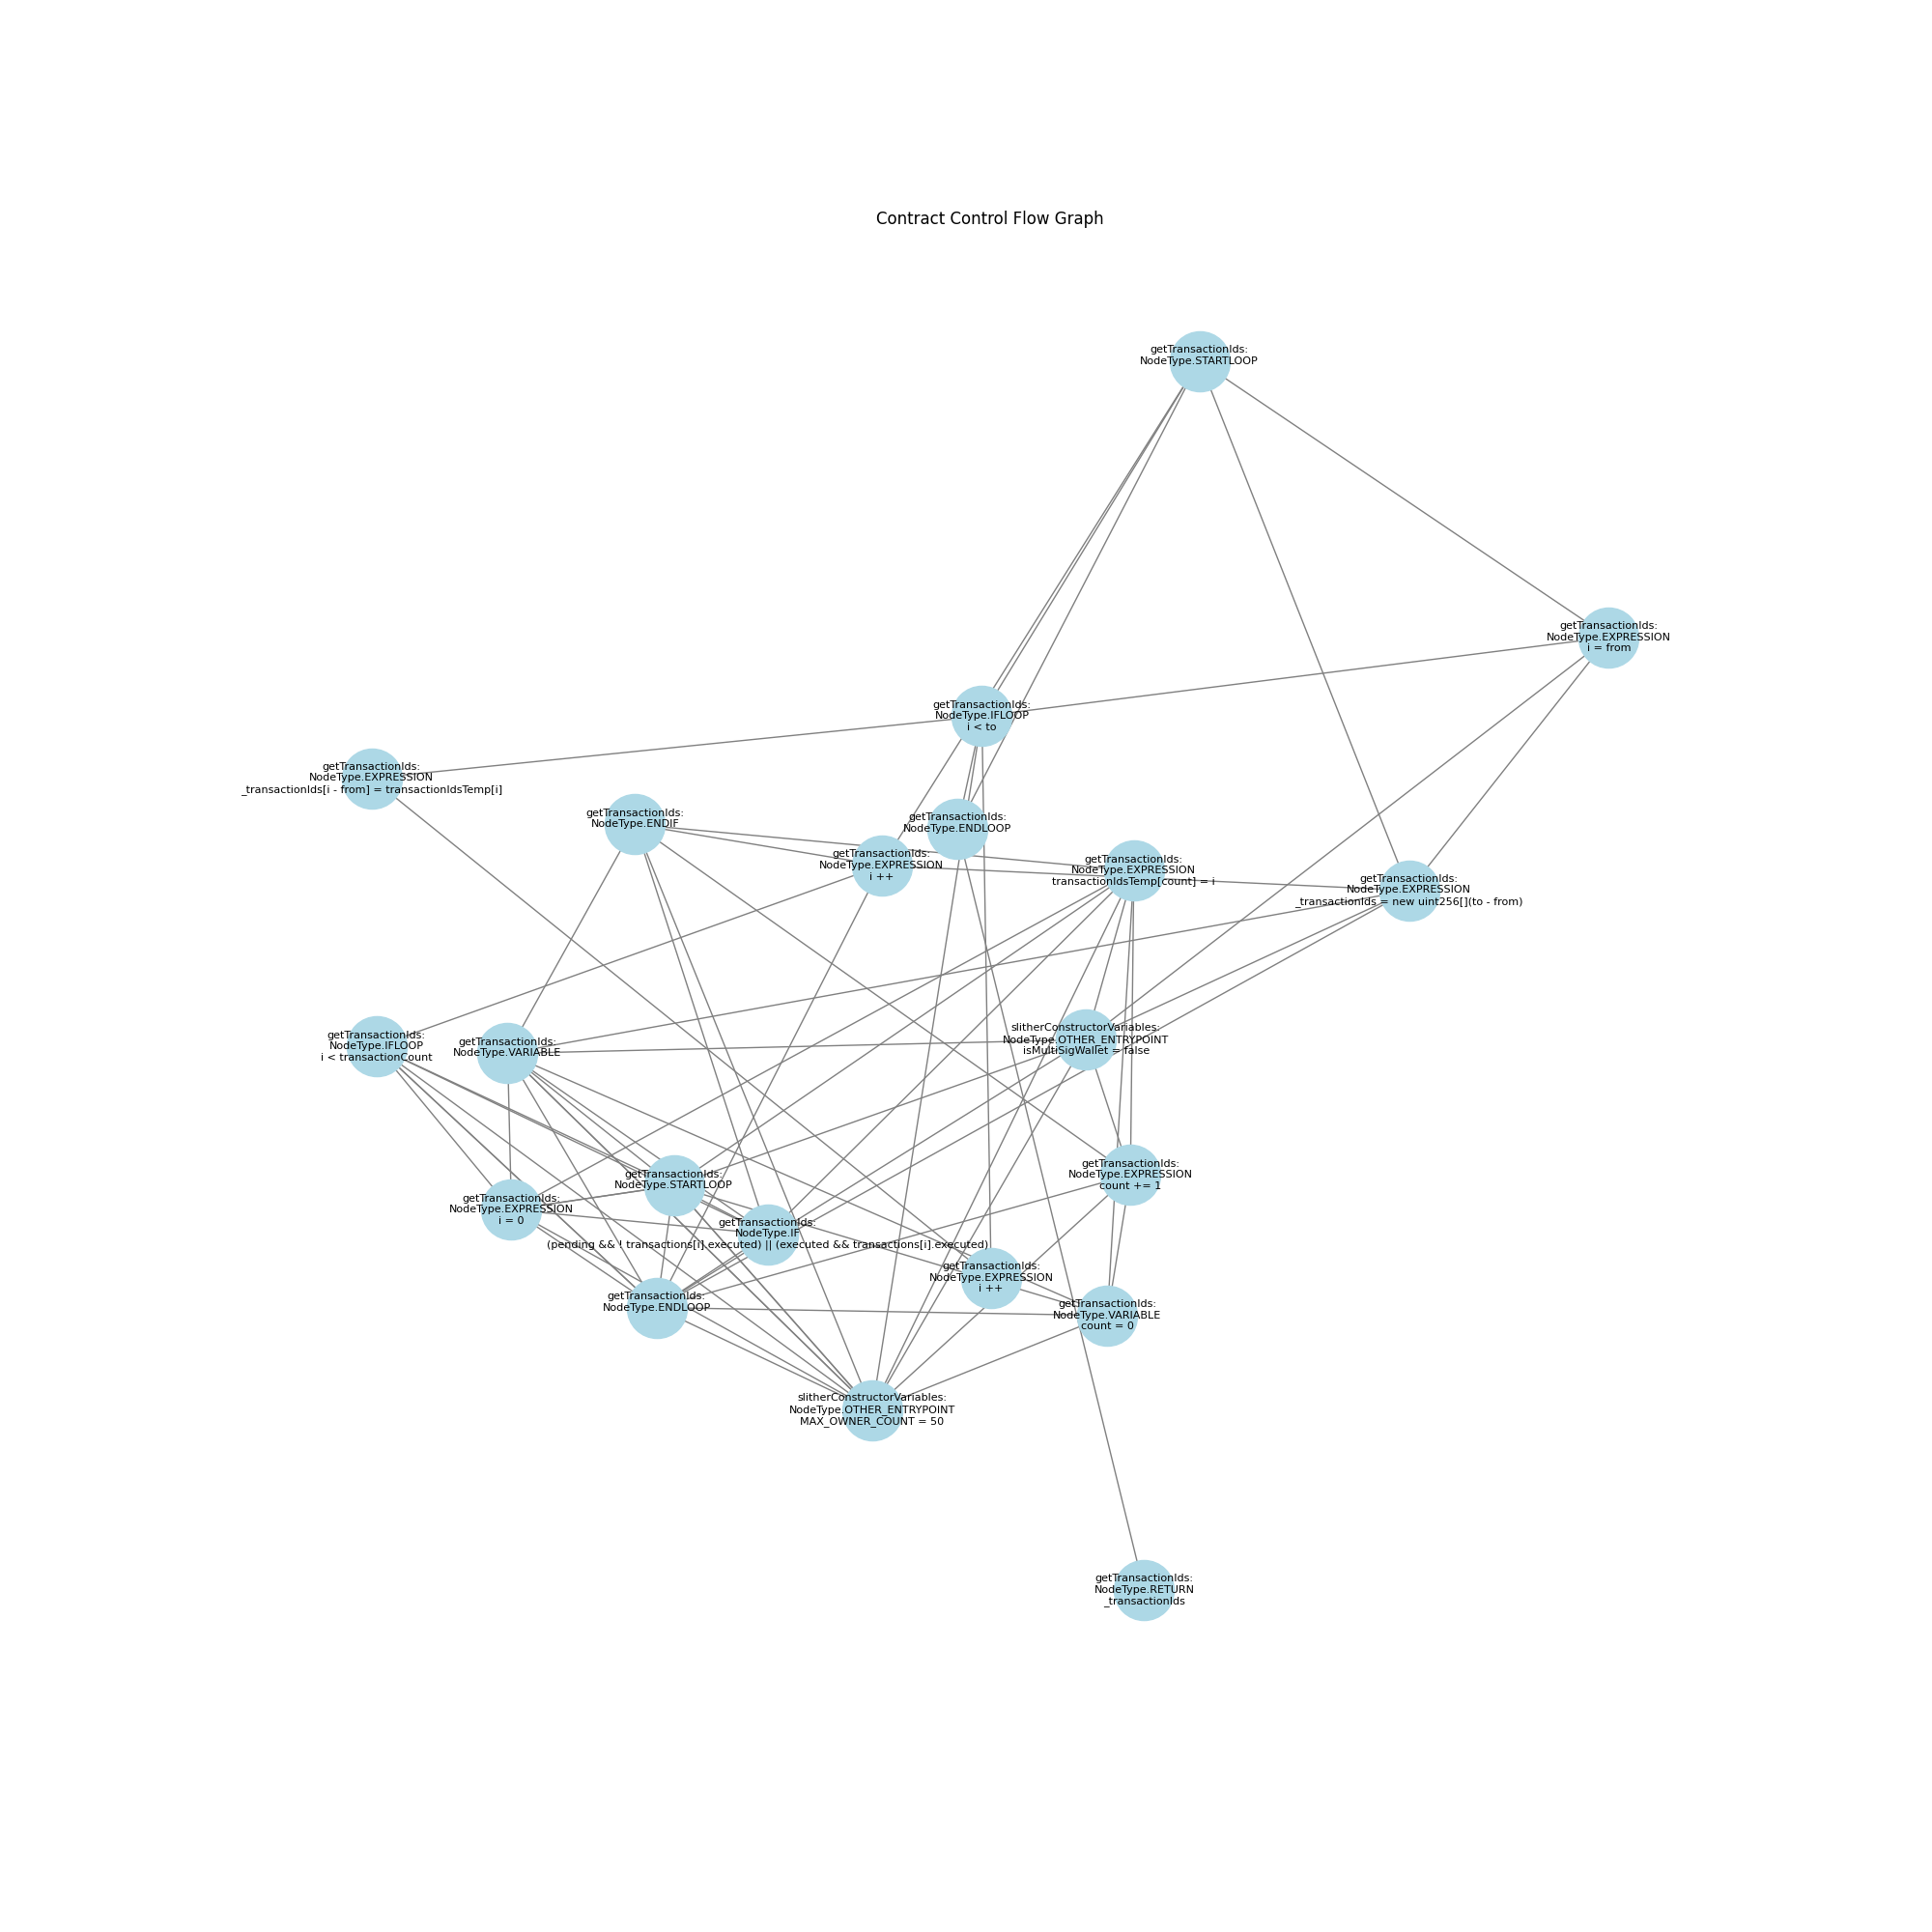 Contract Control Flow Graph
getTransactionIds:
NodeType.STARTLOOP
getTransactionIds:
NodeType.EXPRESSION
i = from
getTransactionIds:
NodeType.IFLOOP
i < to
getTransactionIds:
NodeType.EXPRESSION
_transactionIds[i - from] = transactionIdsTemp[i]
getTransactionIds:
NodeType.ENDIF
getTransactionIds:
NodeType.ENDLOOP
getTransactionIds:
NodeType.EXPRESSION
i ++
getTransactionIds:
NodeType.EXPRESSION
transactionIdsTemp[count] = i
getTransactionIds:
NodeType.EXPRESSION
_transactionIds = new uint256[](to - from)
slitherConstructorVariables:
NodeType.OTHER_ENTRYPOINT
isMultiSigWallet = false
getTransactionIds:
NodeType.IFLOOP
i < transactionCount
getTransactionIds:
NodeType.VARIABLE
getTransactionIds:
NodeType.EXPRESSION
count += 1
getTransactionIds:
NodeType.STARTLOOP
getTransactionIds:
NodeType.EXPRESSION
i = 0
getTransactionIds:
NodeType.IF
(pending && ! transactions[i].executed) || (executed && transactions[i].executed)
getTransactionIds:
NodeType.EXPRESSION
i ++
getTransactionIds:
NodeType.ENDLOOP
getTransactionIds:
NodeType.VARIABLE
count = 0
slitherConstructorVariables:
NodeType.OTHER_ENTRYPOINT
MAX_OWNER_COUNT = 50
getTransactionIds:
NodeType.RETURN
_transactionIds